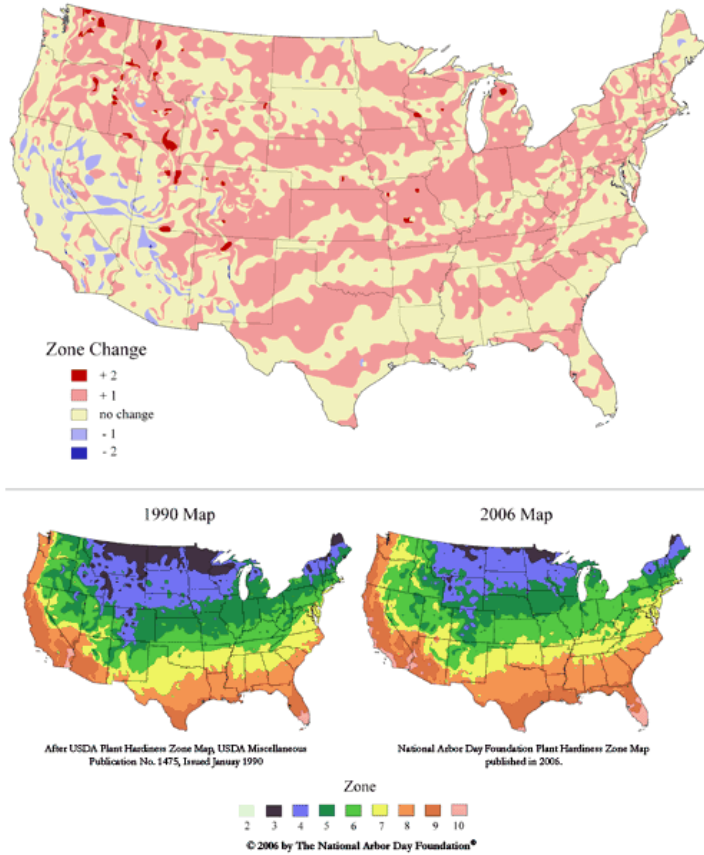 Zone Change
+ 2
+ 1
no change
- 1
- 2
1990 Map
2006 Map
After USDA Plant Hardiness Zone Map, USDA Miscellaneous
Publication No. 1475, Issued Januay 1990
National Arbor Day Foundation Plant Hardiness Zone Map
published in 2006.
Zone
2 3 4 5 6 7 8 9 10
© 2006 by The National Arbor Day Foundation®